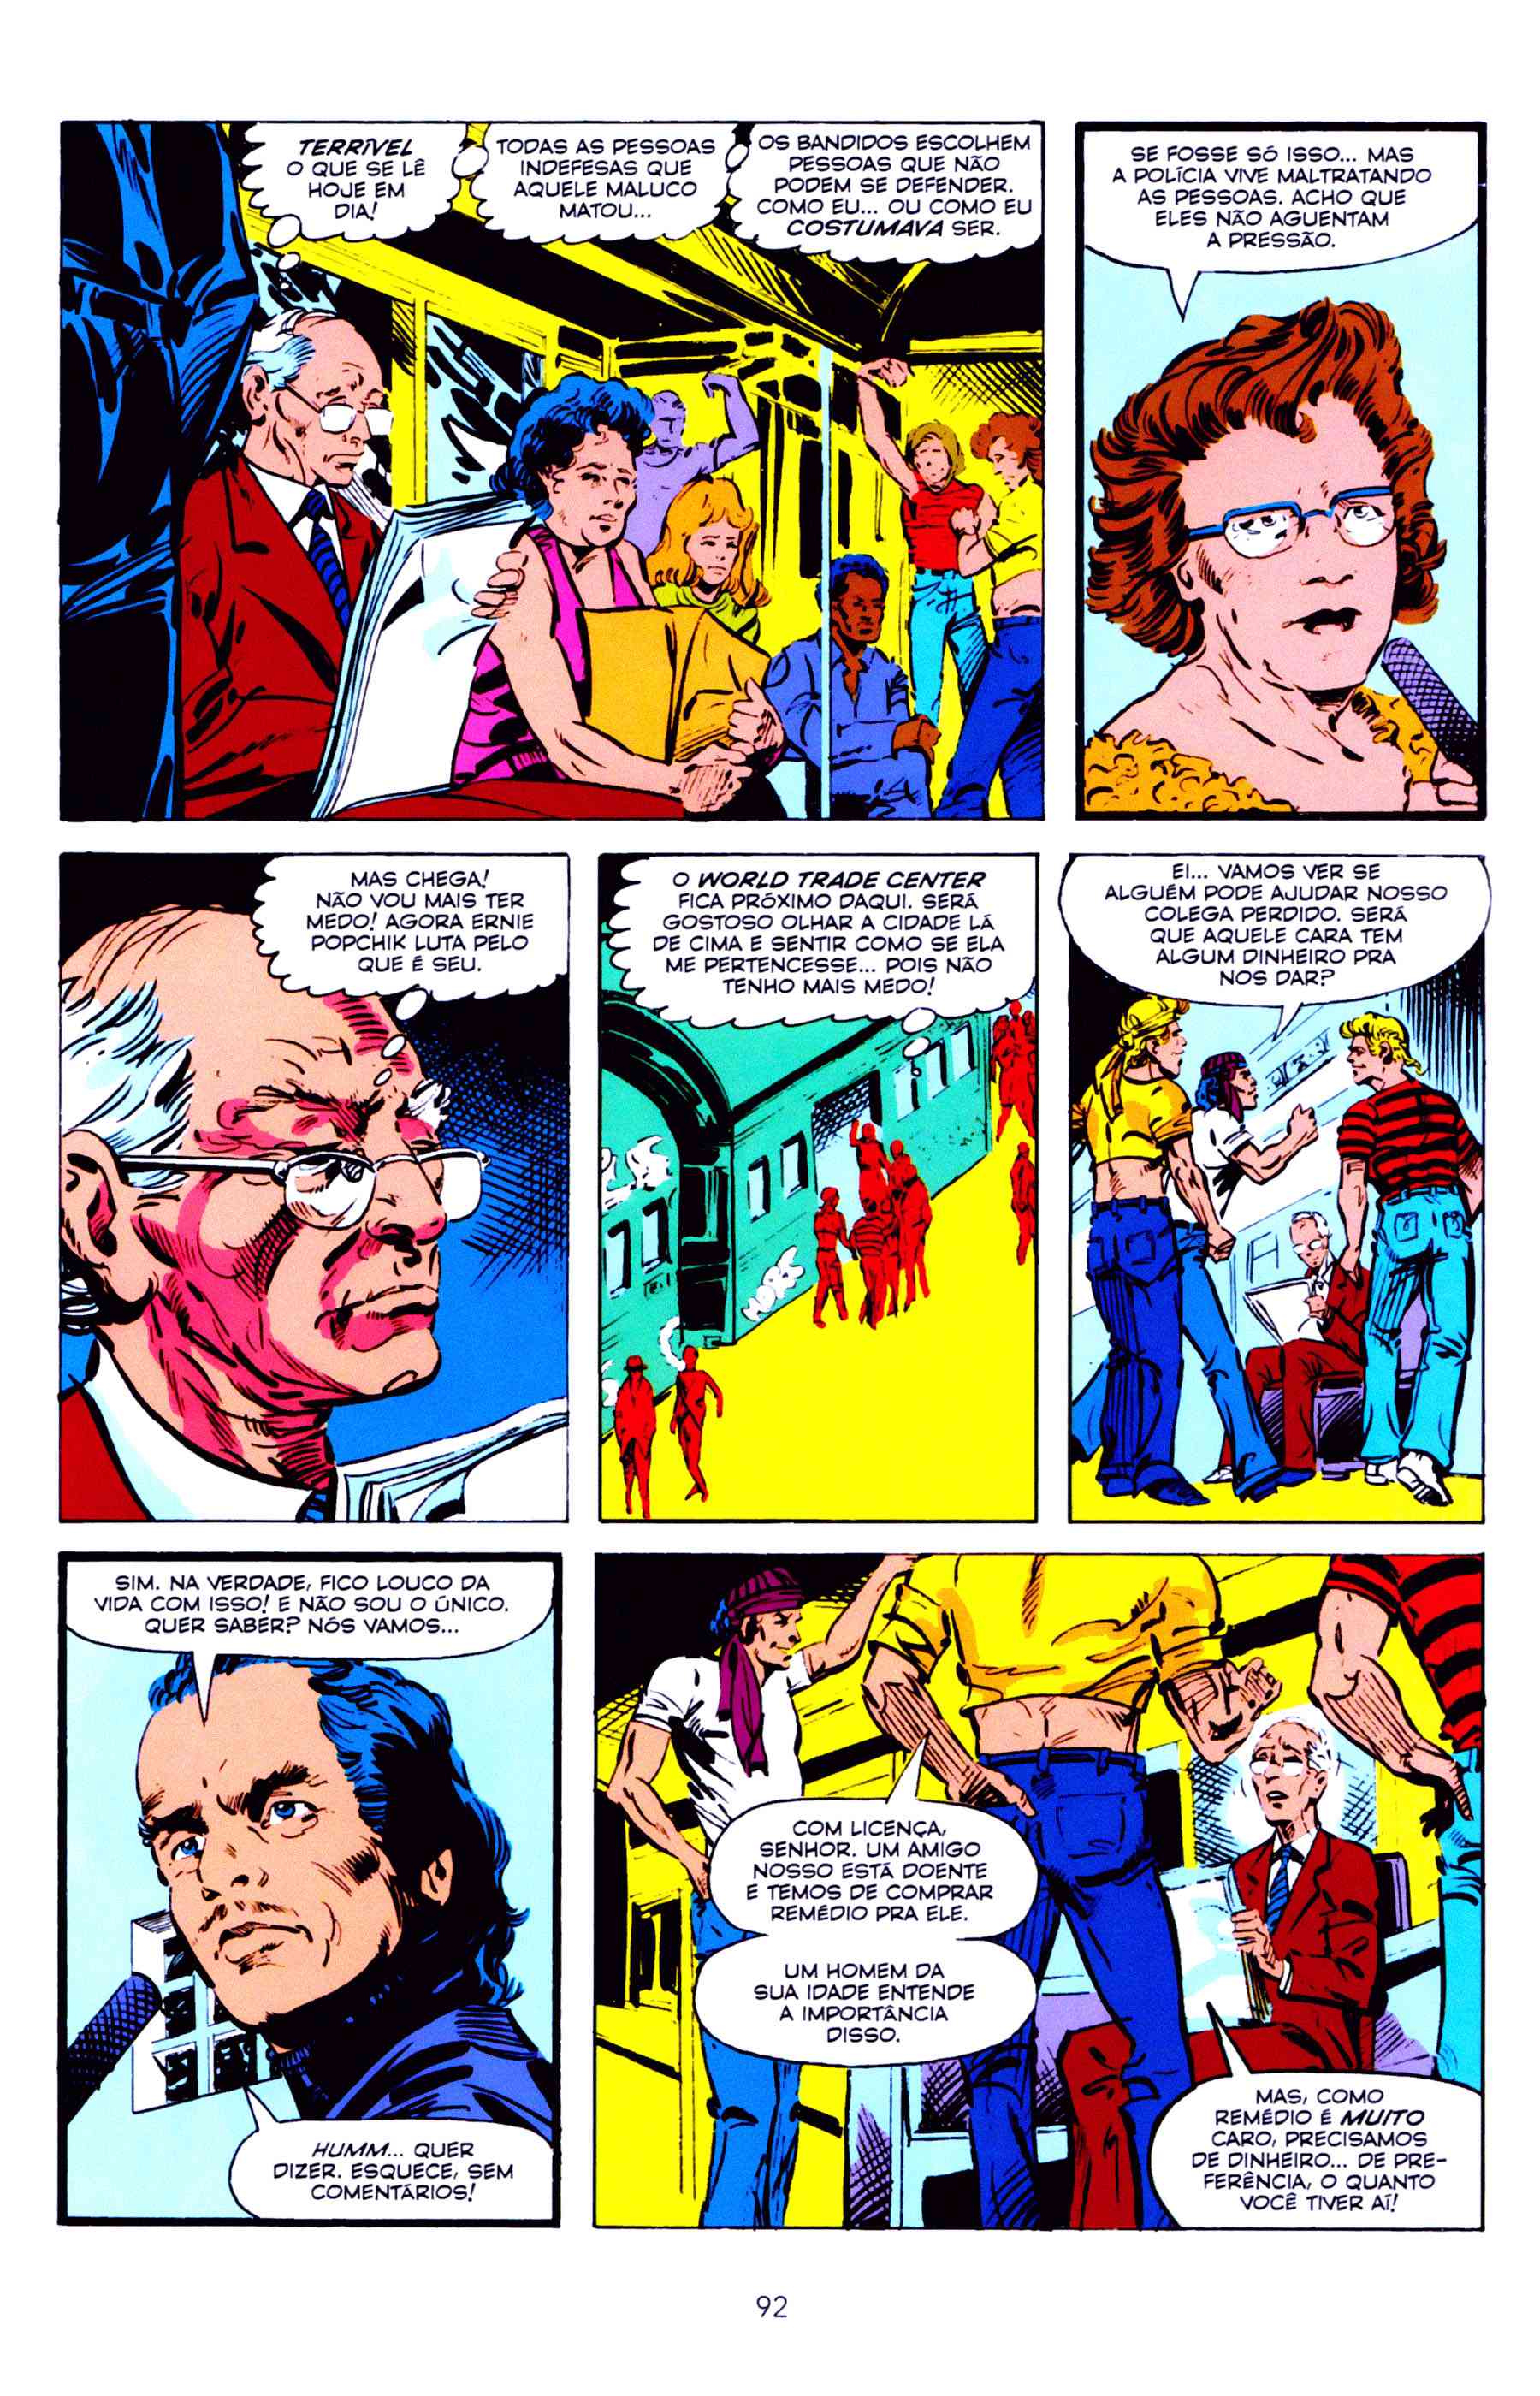 TERRÍVEL
O QUE SE LÊ
HOJE EM
DIA!
TODAS AS PESSOAS
INDEFESAS QUE
AQUELE MALUCO
MATOU...
OS BANDIDOS ESCOLHEM
PESSOAS QUE NÃO
PODEM SE DEFENDER.
COMO EU... OU COMO EU
COSTUMAVA SER.
SE FOSSE SÓ ISSO... MAS
A POLÍCIA VIVE MALTRATANDO
AS PESSOAS. ACHO QUE
ELES NÃO AGUENTAM
A PRESSÃO.
MAS CHEGA!
NÃO VOU MAIS TER
MEDO! AGORA ERNIE
POPCHIK LUTA PELO
QUE É SEU.
O WORLD TRADE CENTER
FICA PRÓXIMO DAQUI. SERÁ
GOSTOSO OLHAR A CIDADE LÁ
DE CIMA E SENTIR COMO SE ELA
ME PERTENCESSE... POIS NÃO
TENHO MAIS MEDO!
EI... VAMOS VER SE
ALGUÉM PODE AJUDAR NOSSO
COLEGA PERDIDO. SERÁ
QUE AQUELE CARA TEM
ALGUM DINHEIRO PRA
NOS DAR?
SIM. NA VERDADE, FICO LOUCO DA
VIDA COM ISSO! E NÃO SOU O ÚNICO.
QUER SABER? NÓS VAMOS...
HUMM... QUER
DIZER. ESQUECE, SEM
COMENTÁRIOS!
COM LICENÇA,
SENHOR. UM AMIGO
NOSSO ESTÁ DOENTE
E TEMOS DE COMPRAR
REMÉDIO PRA ELE.
UM HOMEM DA
SUA IDADE ENTENDE
A IMPORTÂNCIA
DISSO.
MAS, COMO
REMÉDIO É MUITO
CARO, PRECISAMOS
DE DINHEIRO... DE PRE-
FERÊNCIA, O QUANTO
VOCÊ TIVER AÍ!
92